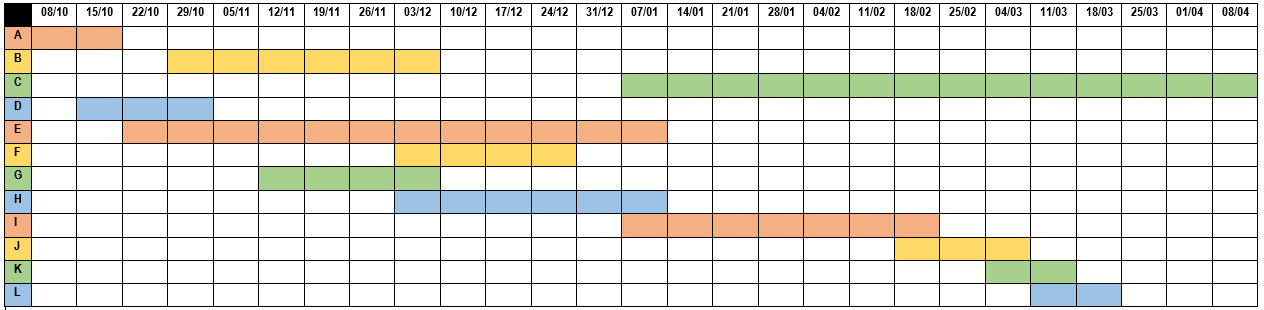 08/10 15/10 22/10 29/10 05/11 12/11 19/11 26/11 03/12 10/12 17/12 24/12 31/12 07/01 14/01 21/01 28/01 04/02 11/02 18/02 25/02 04/03 11/03 18/03 25/03 01/04 08/04
A
B
C
D
E
F
G
H
I
J
K
L